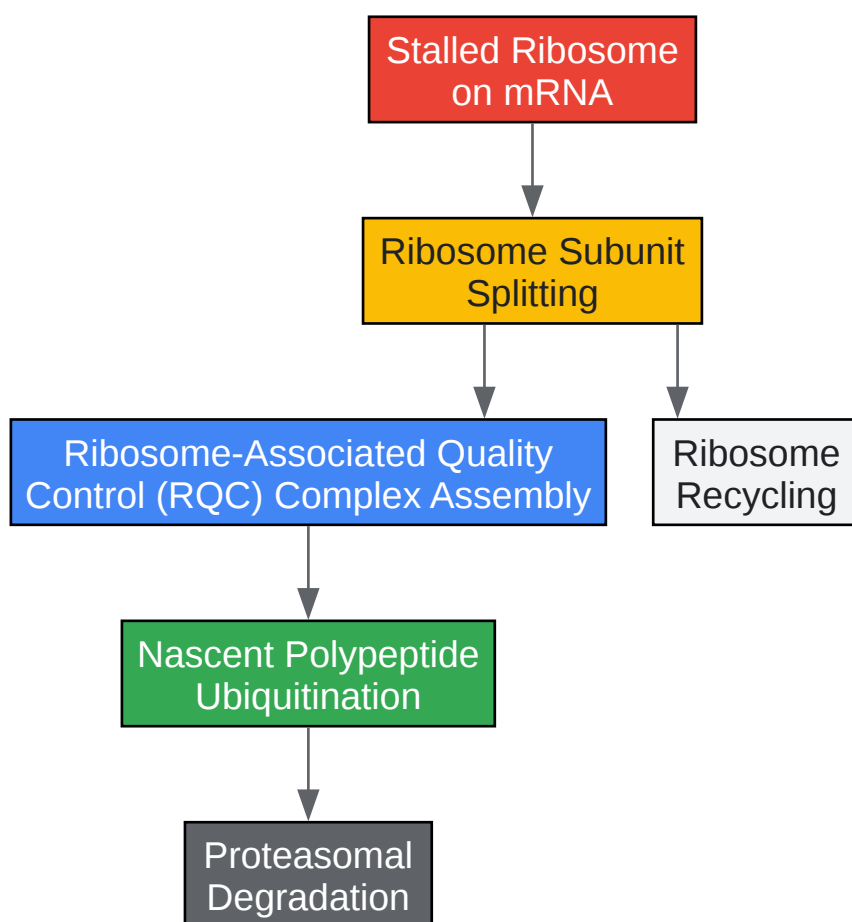 Stalled Ribosome
on mRNA
Ribosome Subunit
Splitting
Ribosome-Associated Quality
Control (RQC) Complex Assembly
Ribosome
Recycling
Nascent Polypeptide
Ubiquitination
Proteasomal
Degradation